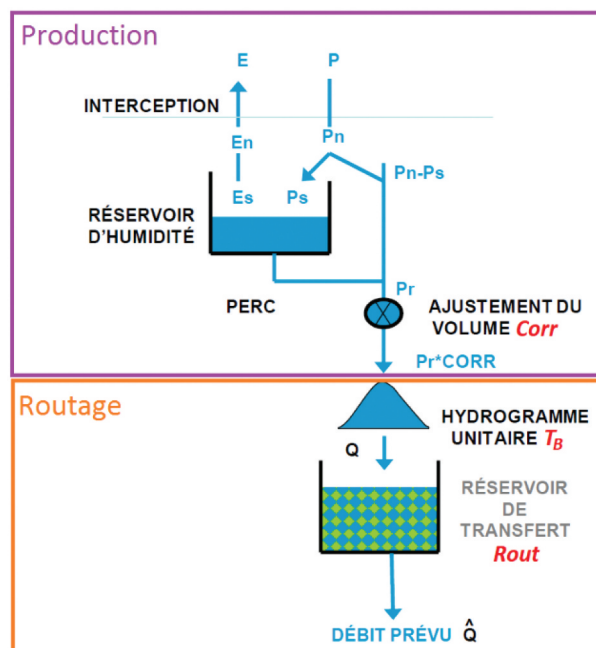 Production
E
P
INTERCEPTION
En
Pn
Pn-Ps
Es
Ps
RÉSERVOIR
D'HUMIDITÉ
Pr
PERC
AJUSTEMENT DU
VOLUME Corr
Pr*CORR
Routage
HYDROGRAMME
UNITAIRE T_B
Q
RÉSERVOIR
DE
TRANSFERT
Rout
DÉBIT PRÉVU Q̂